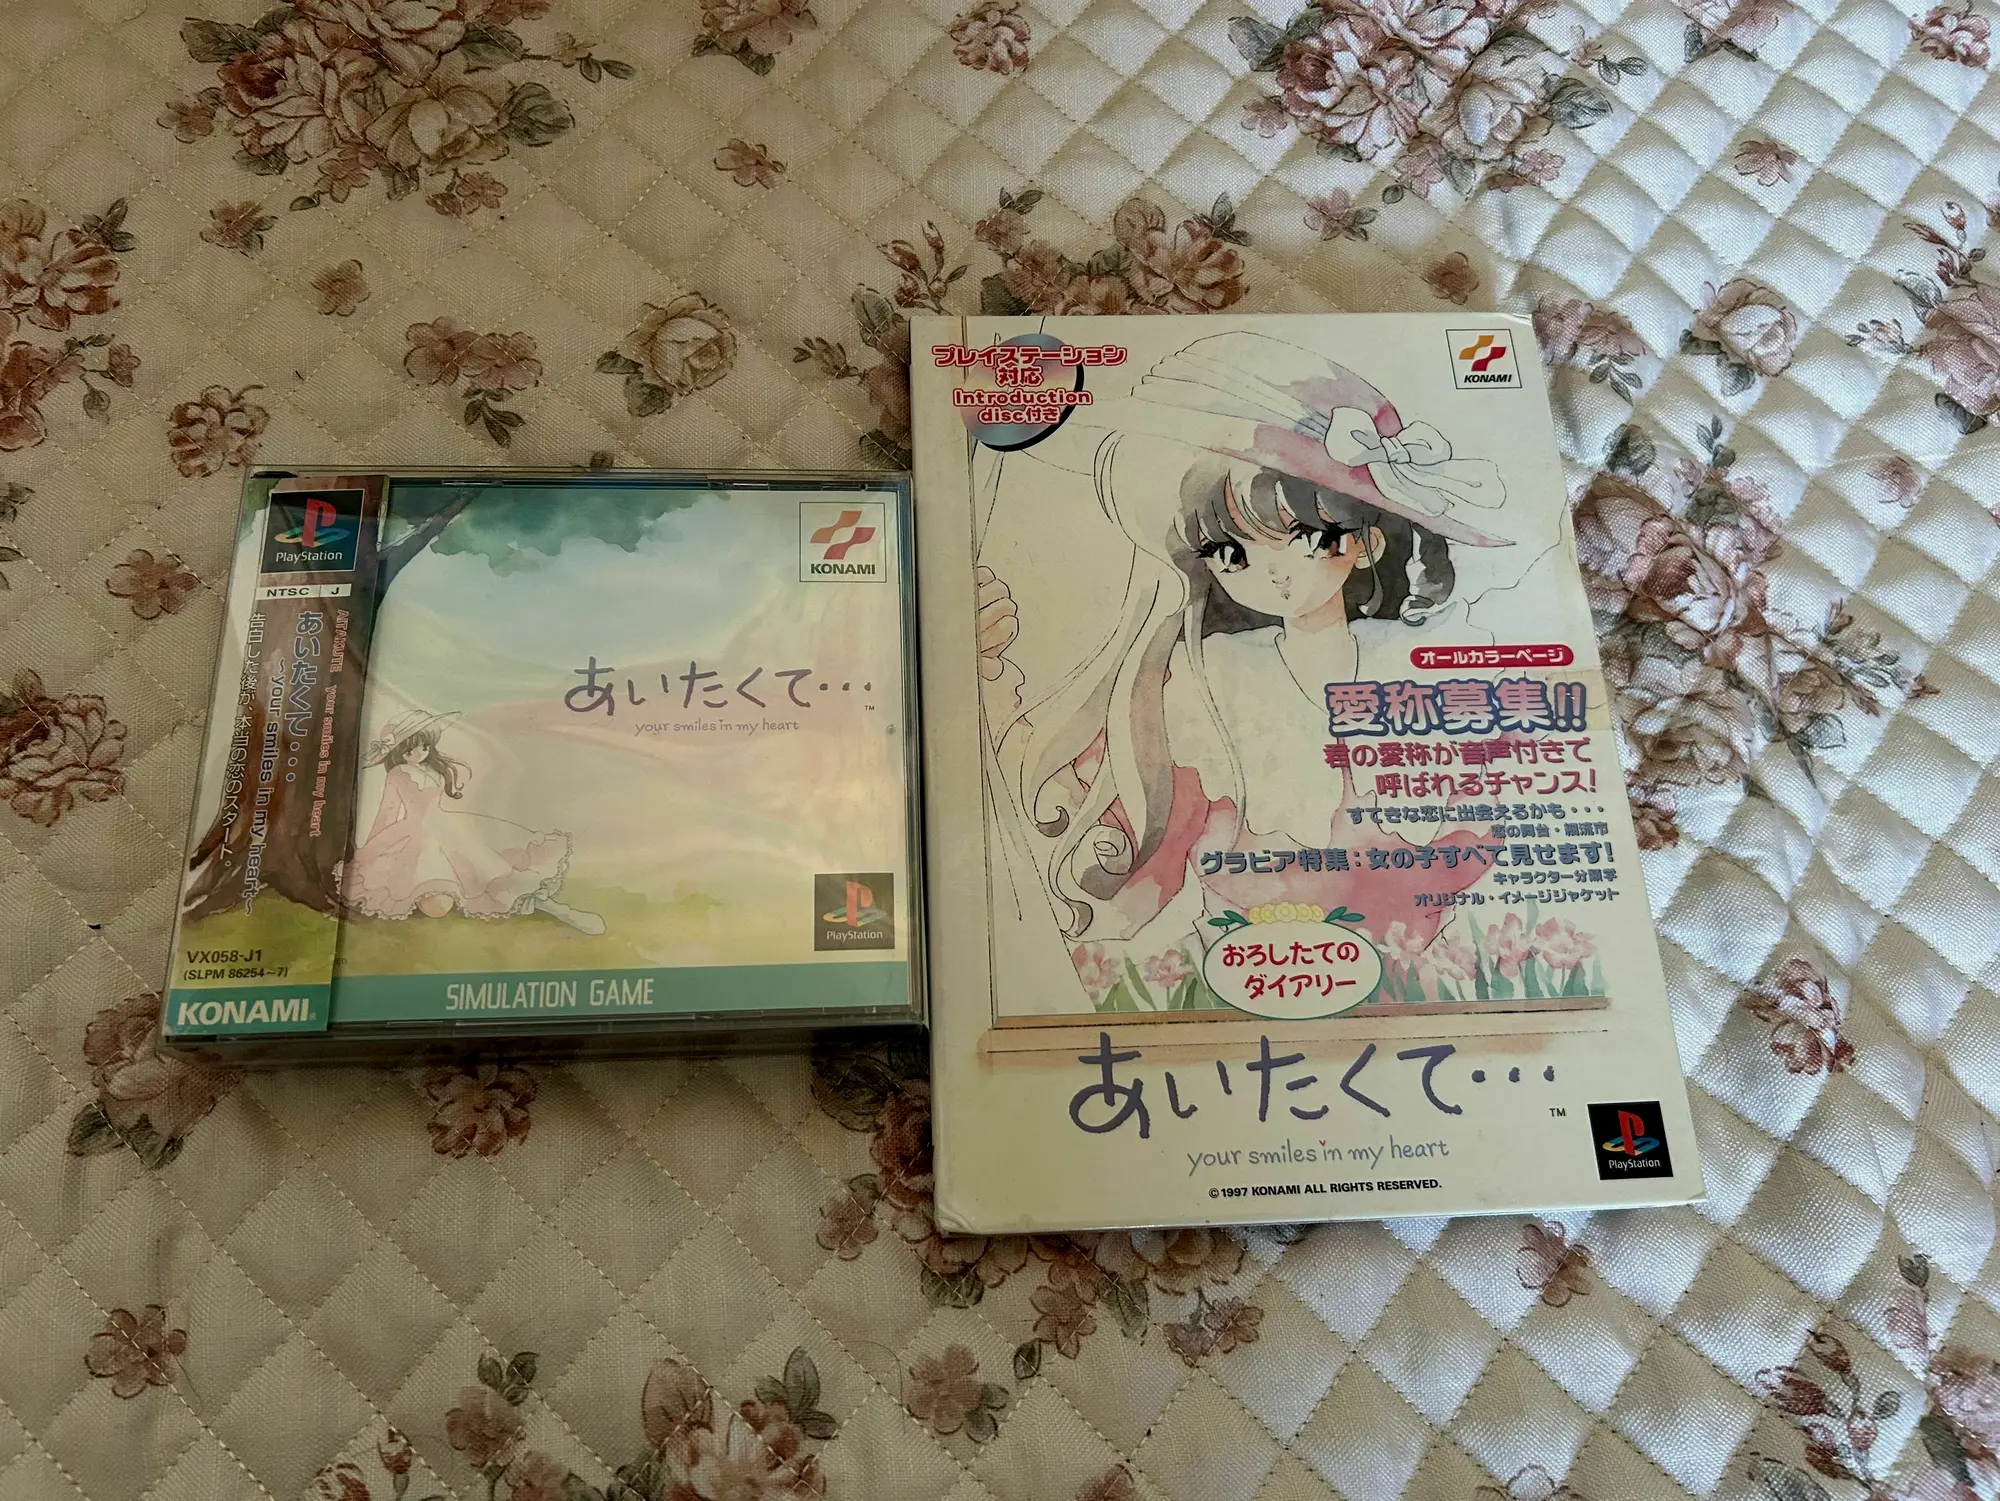 PlayStation
NTSC J
あいたくて・・・
～your smiles in my heart～
AITAKUTE your smiles in my heart
告白した後が、本当の恋のスタート。
VX058-J1
(SLPM 86254~7)
KONAMI
KONAMI
あいたくて・・・
TM
your smiles in my heart
PlayStation
SIMULATION GAME
プレイステーション
対応
Introduction
disc付き
KONAMI
オールカラーページ
愛称募集!!
君の愛称が音声付きで
呼ばれるチャンス!
すてきな恋に出会えるかも・・・
恋の舞台・綱流市
グラビア特集:女の子すべて見せます!
キャラクター分厚本
オリジナル・イメージジャケット
おろしたての
ダイアリー
あいたくて・・・
TM
your smiles in my heart
©1997 KONAMI ALL RIGHTS RESERVED.
PlayStation